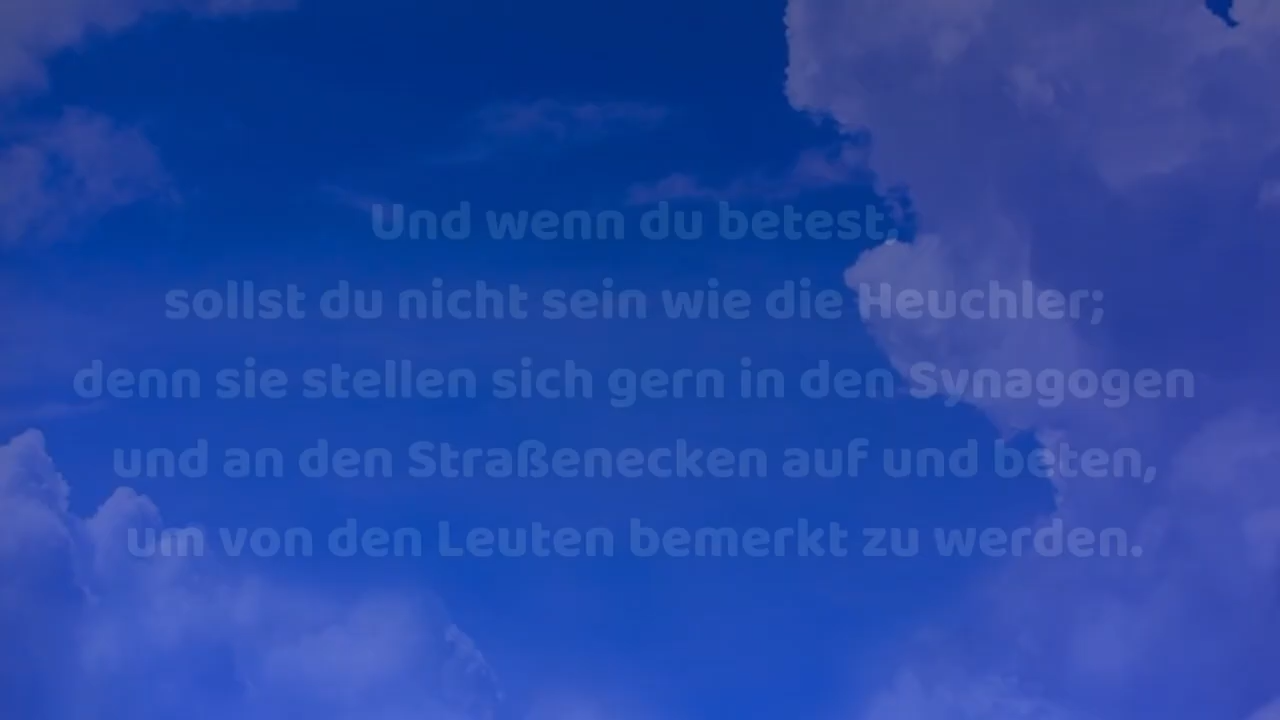 Und wenn du betest,
sollst du nicht sein wie die Heuchler;
denn sie stellen sich gern in den Synagogen
und an den Straßenecken auf und beten,
um von den Leuten bemerkt zu werden.